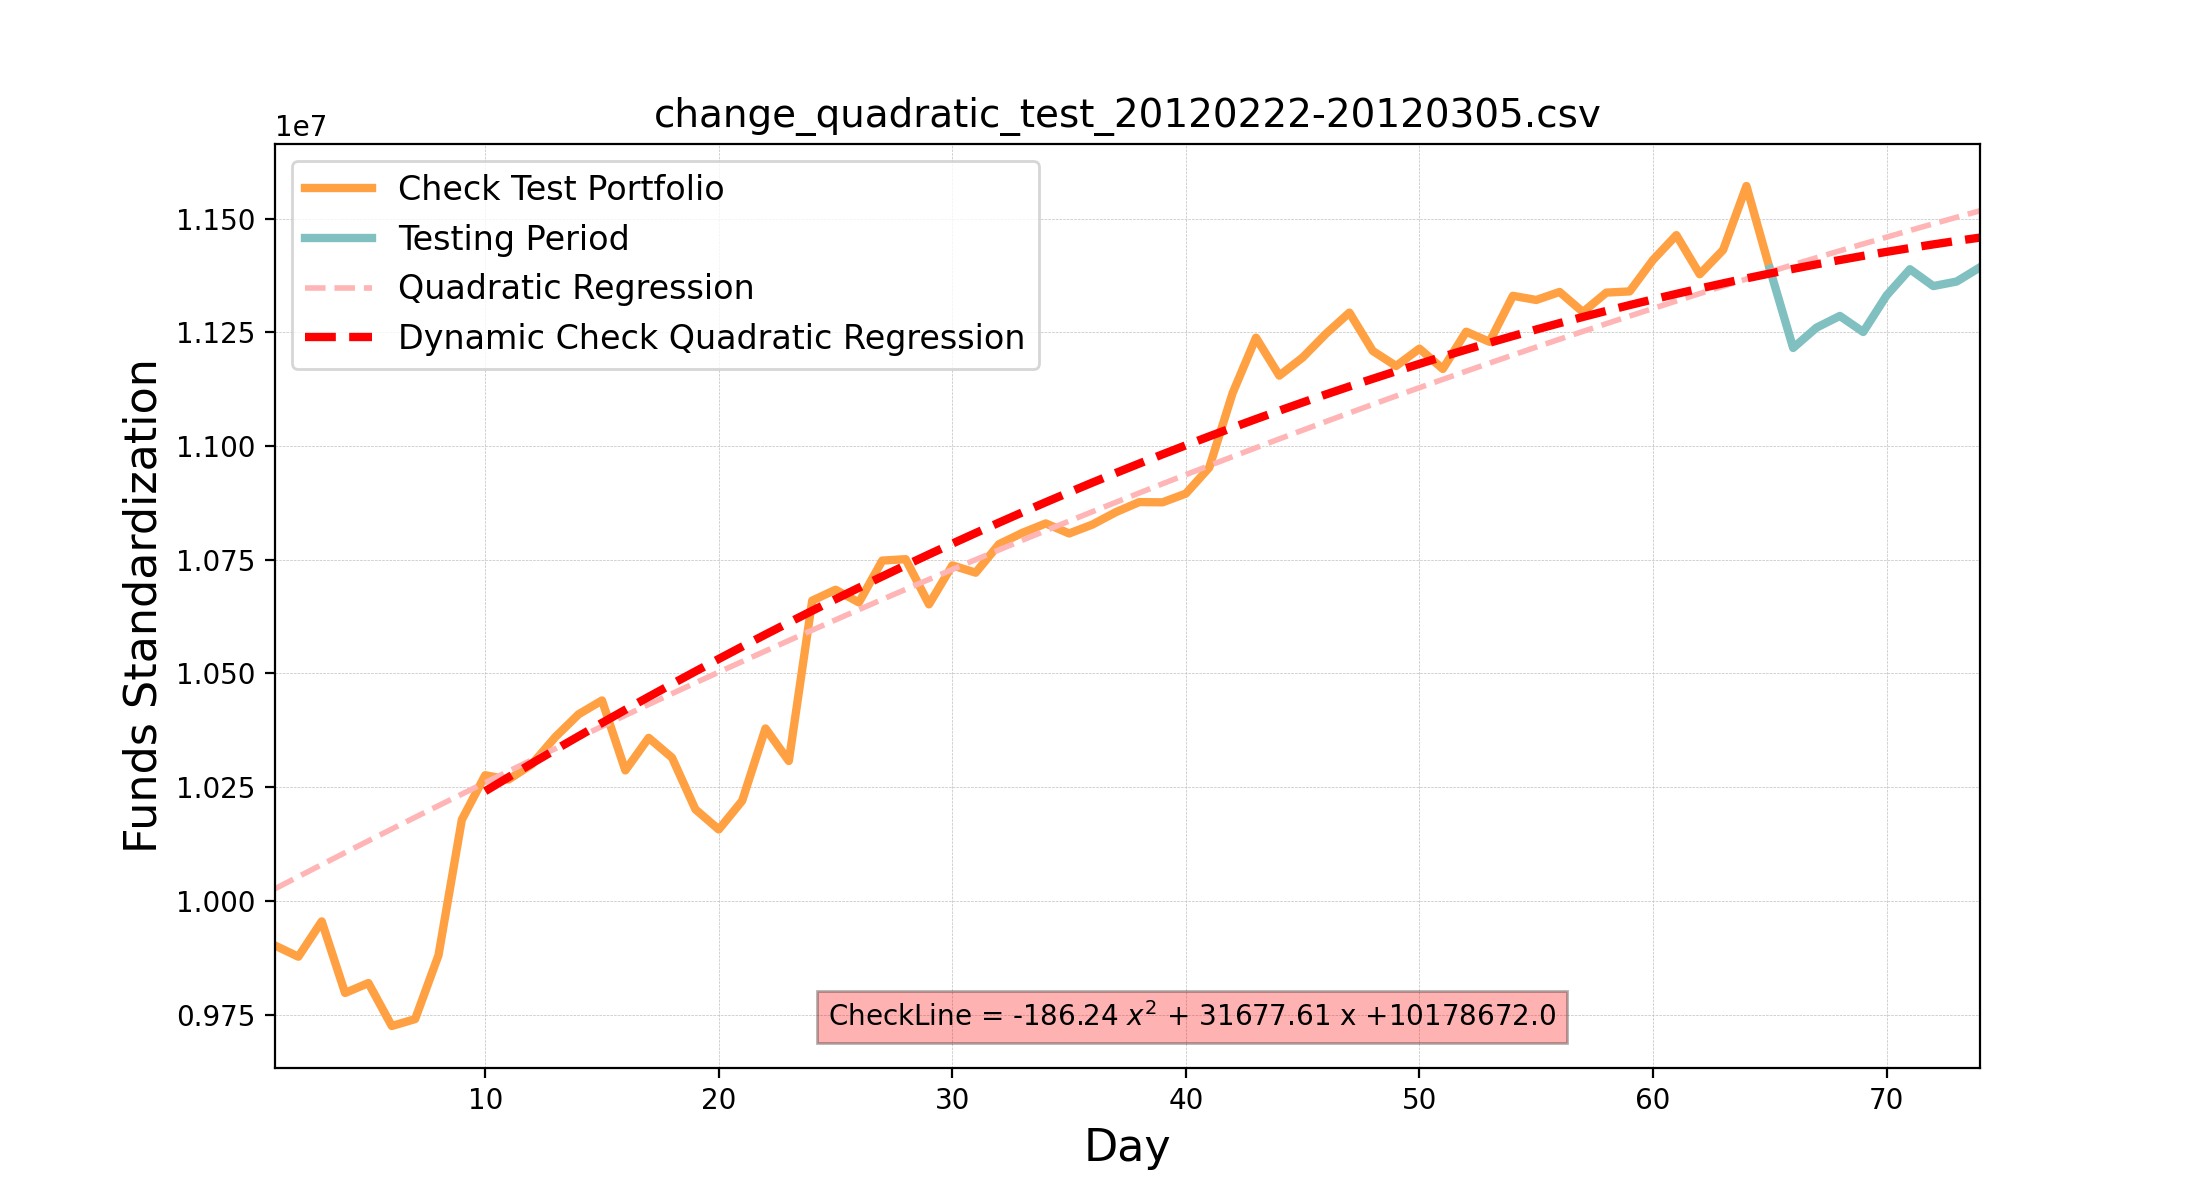 change_quadratic_test_20120222-20120305.csv
1e7
Check Test Portfolio
Testing Period
Quadratic Regression
Dynamic Check Quadratic Regression
1.150
1.125
1.100
1.075
1.050
1.025
1.000
0.975
Funds Standardization
CheckLine = -186.24 x² + 31677.61 x +10178672.0
10 20 30 40 50 60 70
Day